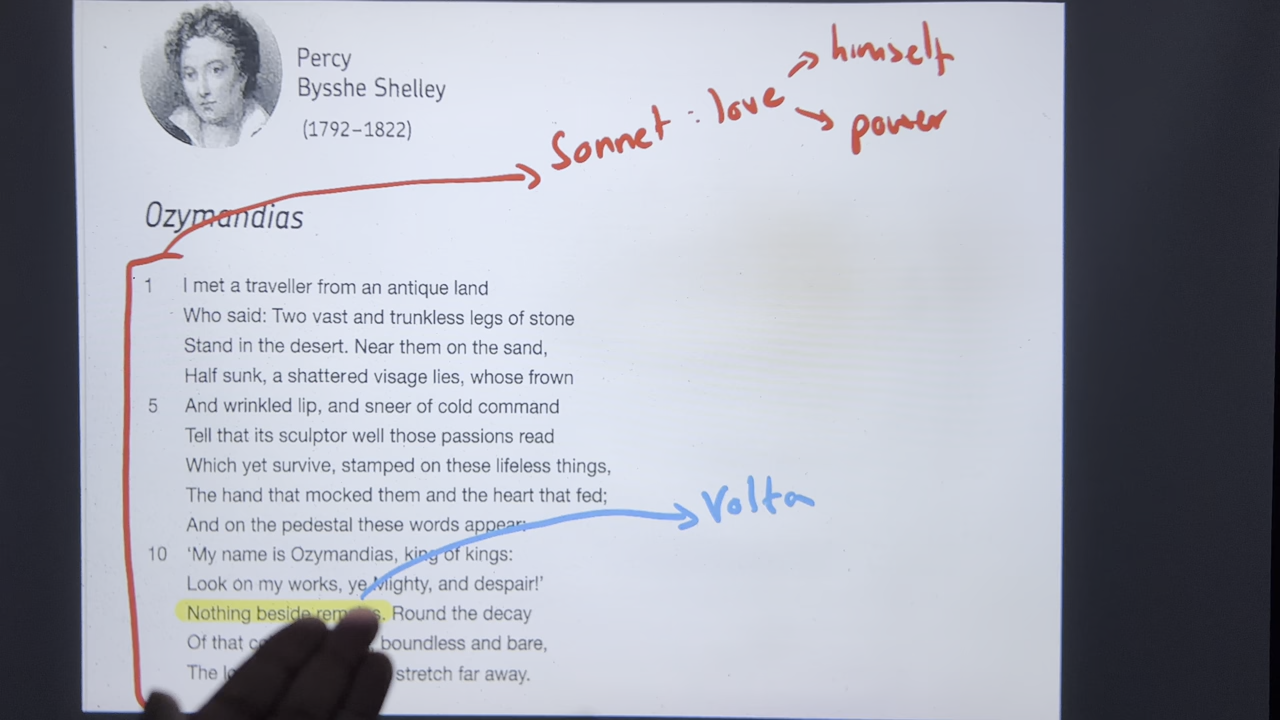 Percy
Bysshe Shelley
(1792–1822)
Sonnet : love
himself
power
Ozymandias
1 I met a traveller from an antique land
Who said: Two vast and trunkless legs of stone
Stand in the desert. Near them on the sand,
Half sunk, a shattered visage lies, whose frown
5 And wrinkled lip, and sneer of cold command
Tell that its sculptor well those passions read
Which yet survive, stamped on these lifeless things,
The hand that mocked them and the heart that fed;
And on the pedestal these words appear:
Volta
10 ‘My name is Ozymandias, king of kings:
Look on my works, ye Mighty, and despair!’
Nothing beside remains. Round the decay
Of that boundless and bare,
The stretch far away.